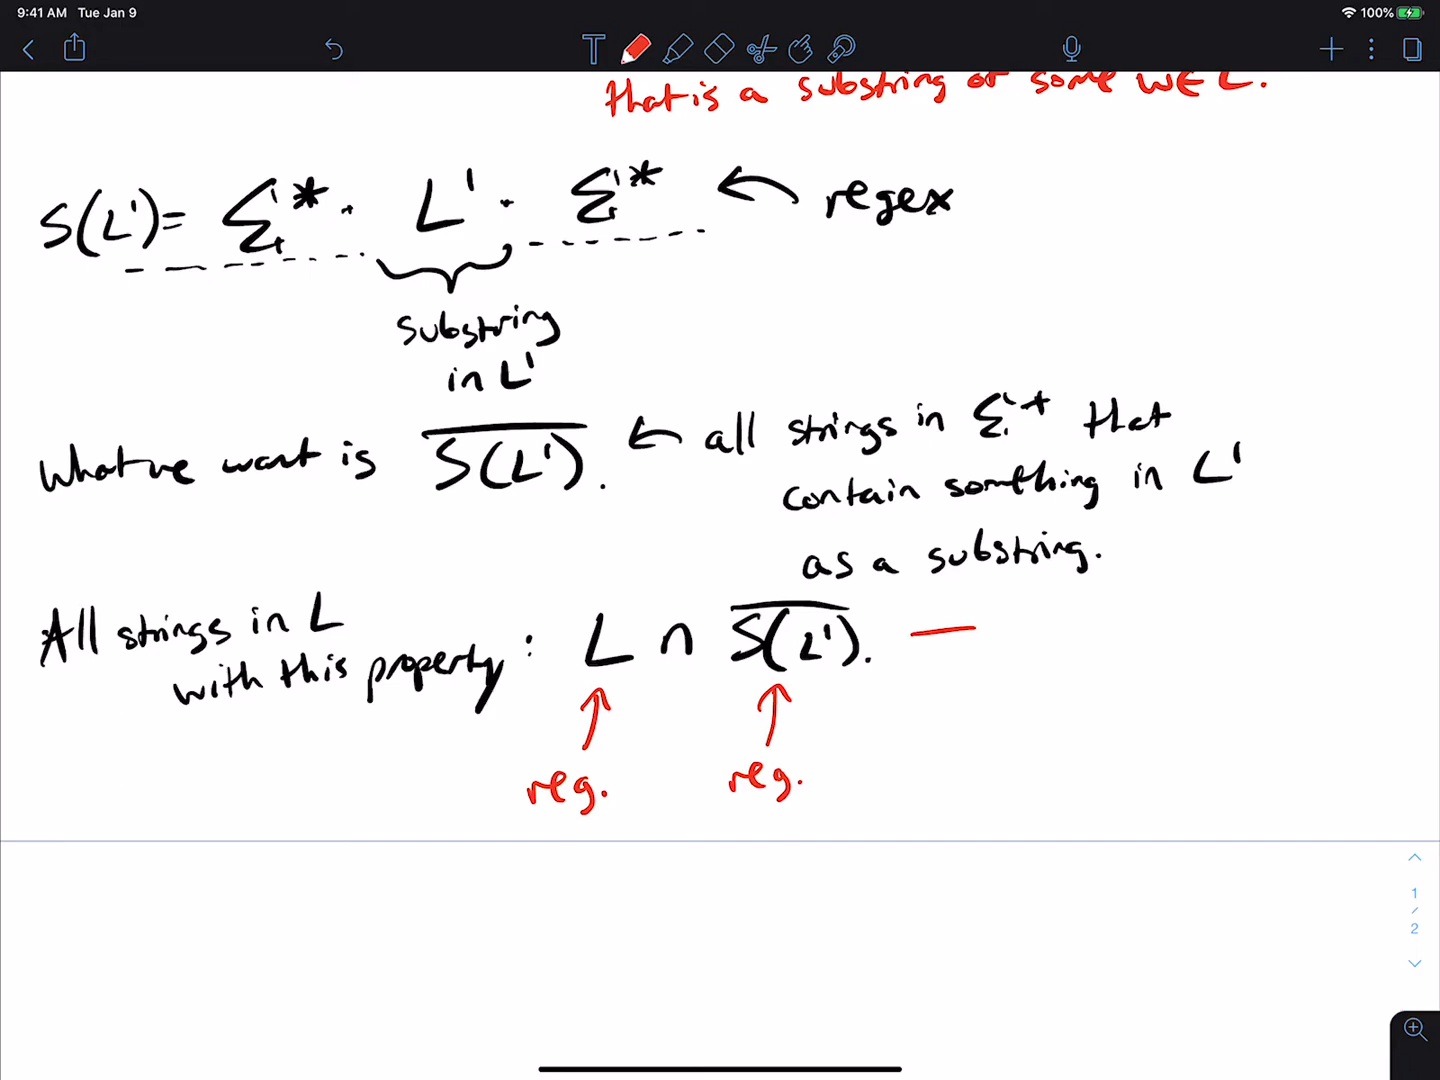 9:41 AM Tue Jan 9
100%
T
that is a substring of some w∈L.
S(L')= Σ* · L' · Σ* ← regex
substring
in L'
What we want is S̅(̅L̅'̅)̅. ← all strings in Σ* that
contain something in L'
as a substring.
All strings in L
with this property : L ∩ S̅(̅L̅'̅)̅. —
reg. reg.
1
/
2